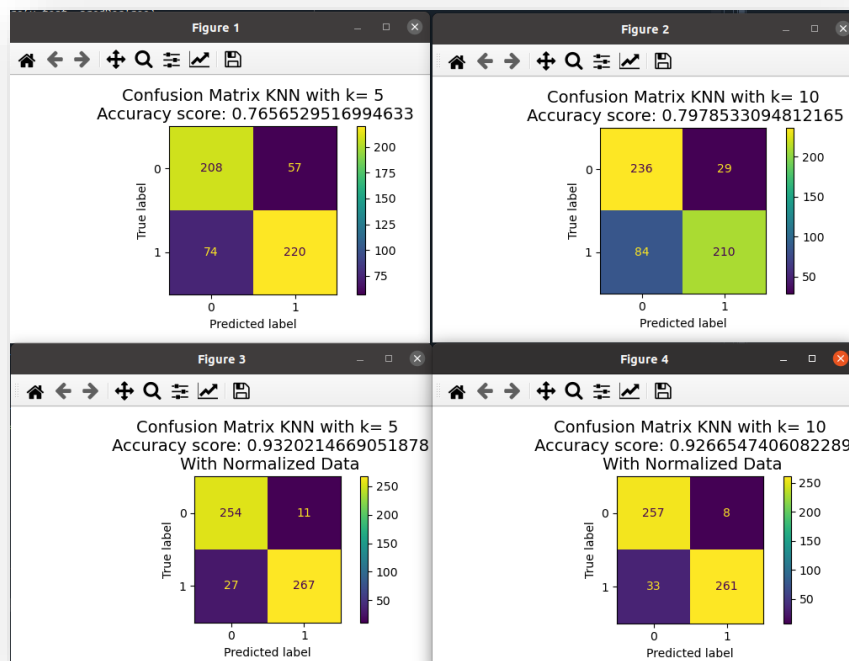 Figure 1
Confusion Matrix KNN with k= 5
Accuracy score: 0.7656529516994633
0
208
57
1
74
220
0
1
True label
Predicted label
200
175
150
125
100
75
Figure 2
Confusion Matrix KNN with k= 10
Accuracy score: 0.7978533094812165
0
236
29
1
84
210
0
1
True label
Predicted label
200
150
100
50
Figure 3
Confusion Matrix KNN with k= 5
Accuracy score: 0.9320214669051878
With Normalized Data
0
254
11
1
27
267
0
1
True label
Predicted label
250
200
150
100
50
Figure 4
Confusion Matrix KNN with k= 10
Accuracy score: 0.9266547406082289
With Normalized Data
0
257
8
1
33
261
0
1
True label
Predicted label
250
200
150
100
50